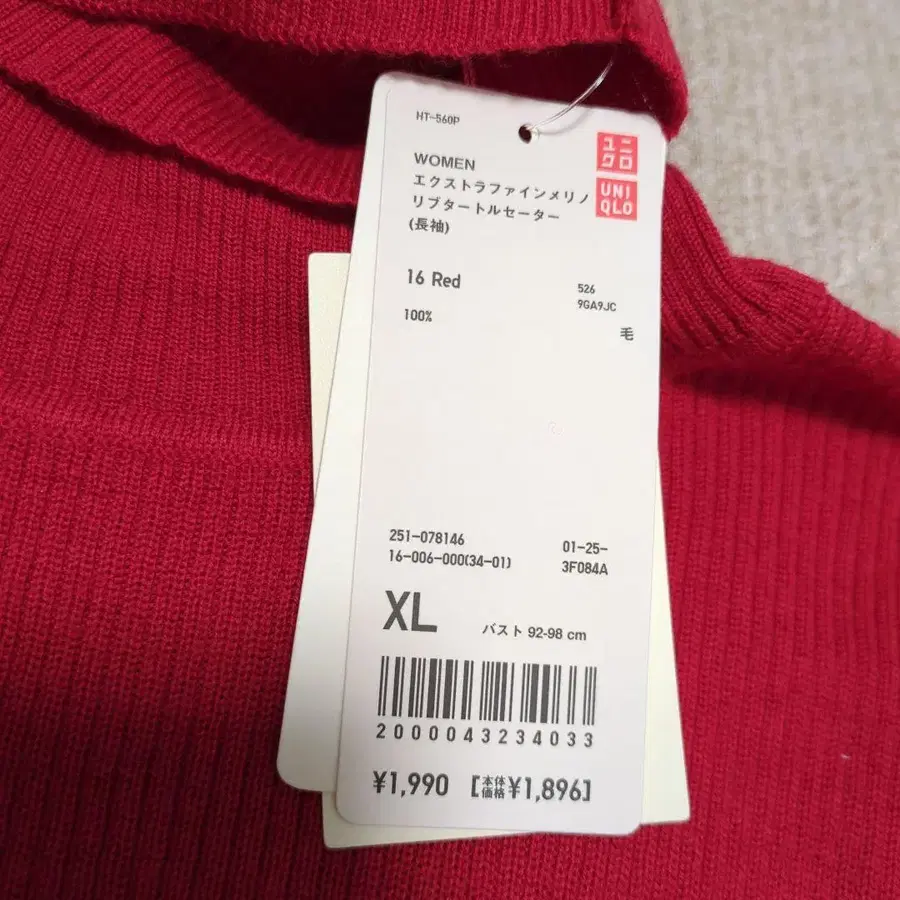 HT-560P
ユニ
クロ
UNI
QLO
WOMEN
エクストラファインメリノ
リブタートルセーター
(長袖)
16 Red
526
9GA9JC
100%
毛
251-078146
01-25-
16-006-000(34-01)
3F084A
XL バスト 92-98 cm
2000043234033
¥1,990 [本体価格¥1,896]